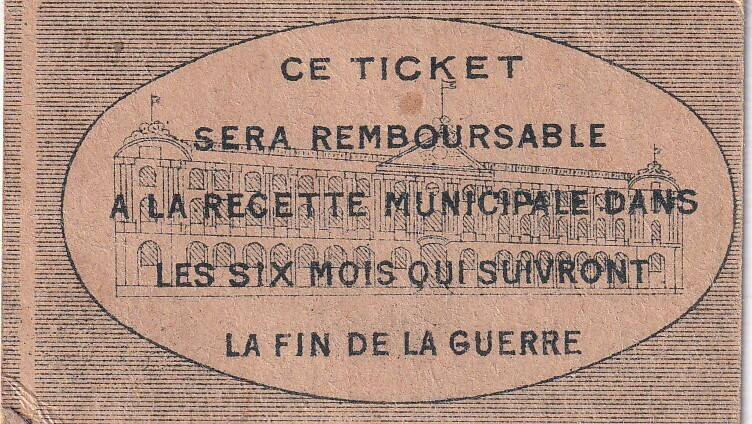 CE TICKET
SERA REMBOURSABLE
A LA RECETTE MUNICIPALE DANS
LES SIX MOIS QUI SUIVRONT
LA FIN DE LA GUERRE